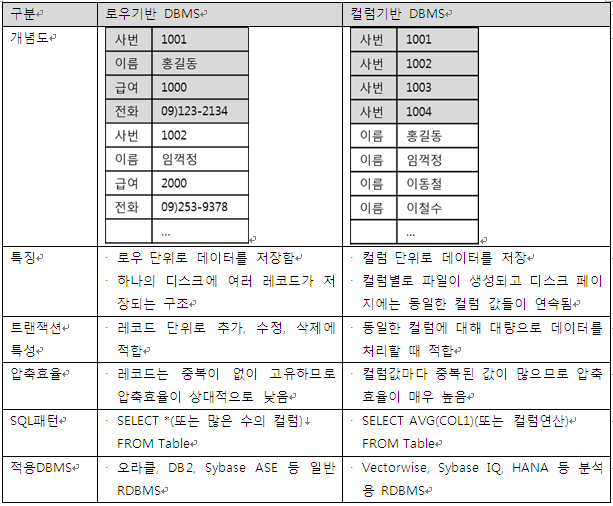 구분 로우기반 DBMS 컬럼기반 DBMS
개념도
사번 1001
이름 홍길동
급여 1000
전화 09)123-2134
사번 1002
이름 임꺽정
급여 2000
전화 09)253-9378
...
사번 1001
사번 1002
사번 1003
사번 1004
이름 홍길동
이름 임꺽정
이름 이동철
이름 이철수
...
특징
· 로우 단위로 데이터를 저장함
· 하나의 디스크에 여러 레코드가 저
장되는 구조
· 컬럼 단위로 데이터를 저장
· 컬럼별로 파일이 생성되고 디스크 페이
지에는 동일한 컬럼 값들이 연속됨
트랜잭션
특성
· 레코드 단위로 추가, 수정, 삭제에
적합
· 동일한 컬럼에 대해 대량으로 데이터를
처리할 때 적합
압축효율
· 레코드는 중복이 없이 고유하므로
압축효율이 상대적으로 낮음
· 컬럼값마다 중복된 값이 많으므로 압축
효율이 매우 높음
SQL패턴
· SELECT *(또는 많은 수의 컬럼)
FROM Table
· SELECT AVG(COL1)(또는 컬럼연산)
FROM Table
적용DBMS
· 오라클, DB2, Sybase ASE 등 일반
RDBMS
· Vectorwise, Sybase IQ, HANA 등 분석
용 RDBMS